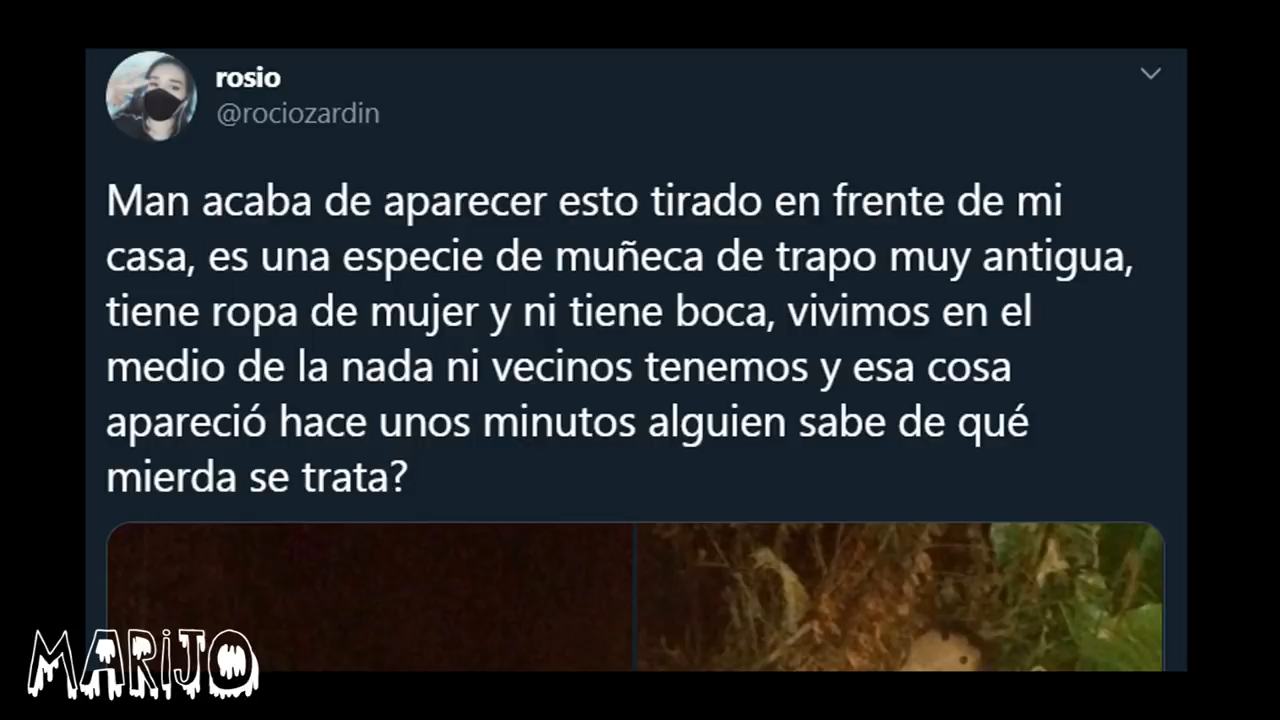 rosio
@rociozardin
Man acaba de aparecer esto tirado en frente de mi
casa, es una especie de muñeca de trapo muy antigua,
tiene ropa de mujer y ni tiene boca, vivimos en el
medio de la nada ni vecinos tenemos y esa cosa
apareció hace unos minutos alguien sabe de qué
mierda se trata?
MARiJO